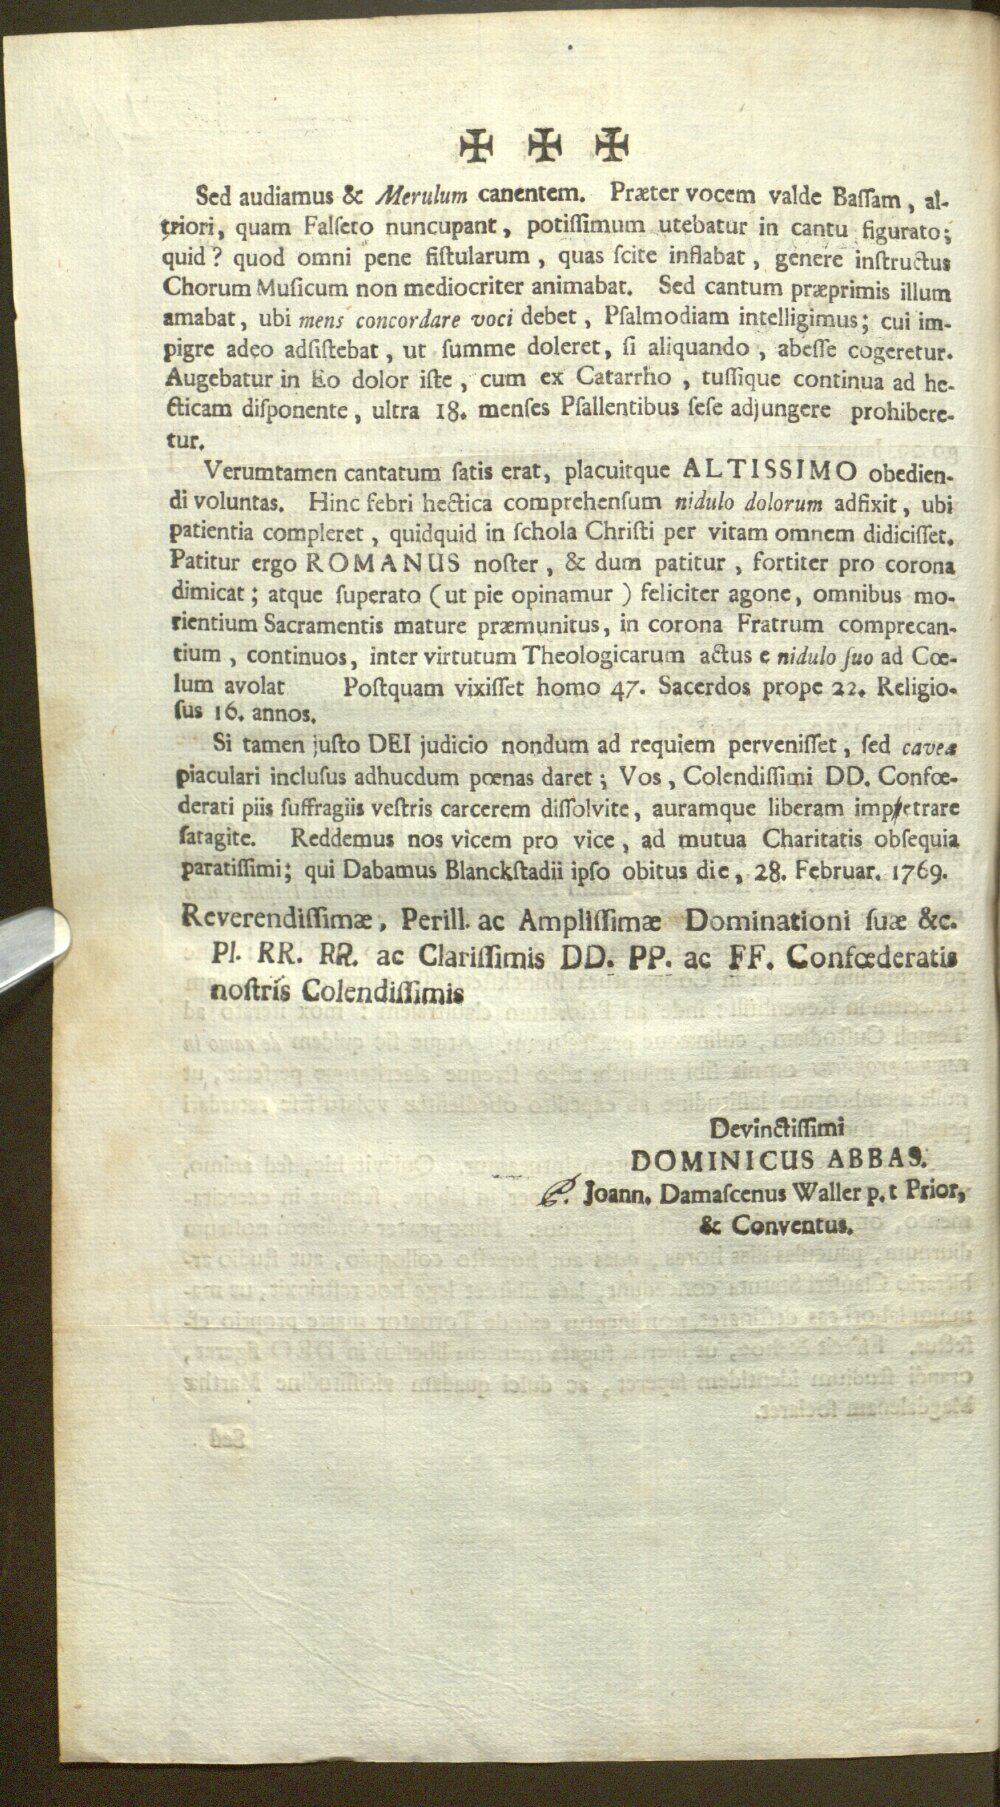 ✠ ✠ ✠
Sed audiamus & Merulum canentem. Præter vocem valde Baſſam, al-
triori, quam Falſeto nuncupant, potiſſimum utebatur in cantu figurato;
quid? quod omni pene fiſtularum, quas ſcite inflabat, genere inſtructus
Chorum Muſicum non mediocriter animabat. Sed cantum præprimis illum
amabat, ubi mens concordare voci debet, Pſalmodiam intelligimus; cui im-
pigre adeo adſiſtebat, ut ſumme doleret, ſi aliquando, abeſſe cogeretur.
Augebatur in Eo dolor iſte, cum ex Catarrho, tuſſique continua ad he-
cticam diſponente, ultra 18. menſes Pſallentibus ſeſe adjungere prohibere-
tur.
Verumtamen cantatum ſatis erat, placuitque ALTISSIMO obedien-
di voluntas. Hinc febri hectica comprehenſum nidulo dolorum adfixit, ubi
patientia compleret, quidquid in ſchola Chriſti per vitam omnem didiciſſet.
Patitur ergo ROMANUS noſter, & dum patitur, fortiter pro corona
dimicat; atque ſuperato (ut pie opinamur) feliciter agone, omnibus mo-
rientium Sacramentis mature præmunitus, in corona Fratrum comprecan-
tium, continuos, inter virtutum Theologicarum actus e nidulo ſuo ad Cœ-
lum avolat Poſtquam vixiſſet homo 47. Sacerdos prope 22. Religio-
ſus 16. annos.
Si tamen juſto DEI judicio nondum ad requiem perveniſſet, ſed cavea
piaculari incluſus adhucdum pœnas daret; Vos, Colendiſſimi DD. Confœ-
derati piis ſuffragiis veſtris carcerem diſſolvite, auramque liberam impetrare
ſatagite. Reddemus nos vicem pro vice, ad mutua Charitatis obſequia
paratiſſimi; qui Dabamus Blanckſtadii ipſo obitus die, 28. Februar. 1769.
Reverendiſſimæ, Perill. ac Ampliſſimæ Dominationi ſuæ &c.
Pl. RR. RR. ac Clariſſimis DD. PP. ac FF. Confœderatis
noſtris Colendiſſimis
Devinctiſſimi
DOMINICUS ABBAS.
P. Joann. Damaſcenus Waller p. t Prior,
& Conventus.